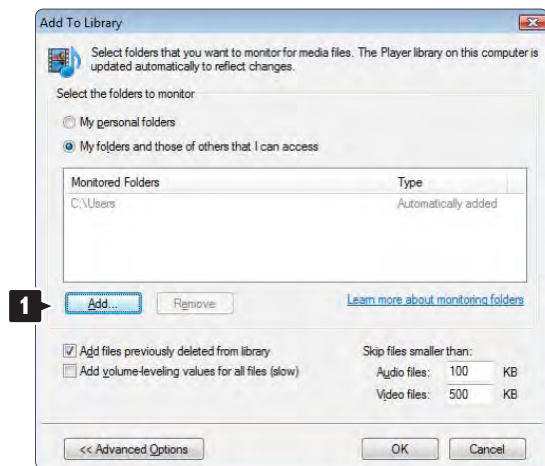 Add To Library
Select folders that you want to monitor for media files. The Player library on this computer is
updated automatically to reflect changes.
Select the folders to monitor
My personal folders
My folders and those of others that I can access
Monitored Folders Type
C:\Users Automatically added
1
Add... Remove Learn more about monitoring folders
Add files previously deleted from library
Add volume-leveling values for all files (slow)
Skip files smaller than:
Audio files: 100 KB
Video files: 500 KB
<< Advanced Options OK Cancel